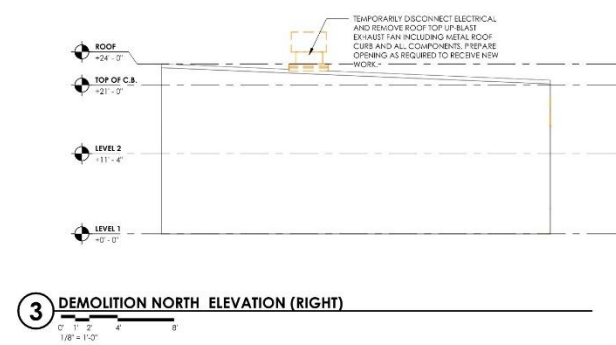 TEMPORARILY DISCONNECT ELECTRICAL
AND REMOVE ROOF TOP UP-BLAST
EXHAUST FAN INCLUDING METAL ROOF
CURB AND ALL COMPONENTS. PREPARE
OPENING AS REQUIRED TO RECEIVE NEW
WORK.
ROOF
+24' - 0"
TOP OF C.B.
+21' - 0"
LEVEL 2
+11' - 4"
LEVEL 1
+0' - 0"
3 DEMOLITION NORTH ELEVATION (RIGHT)
0' 1' 2' 4' 8'
1/8" = 1'-0"